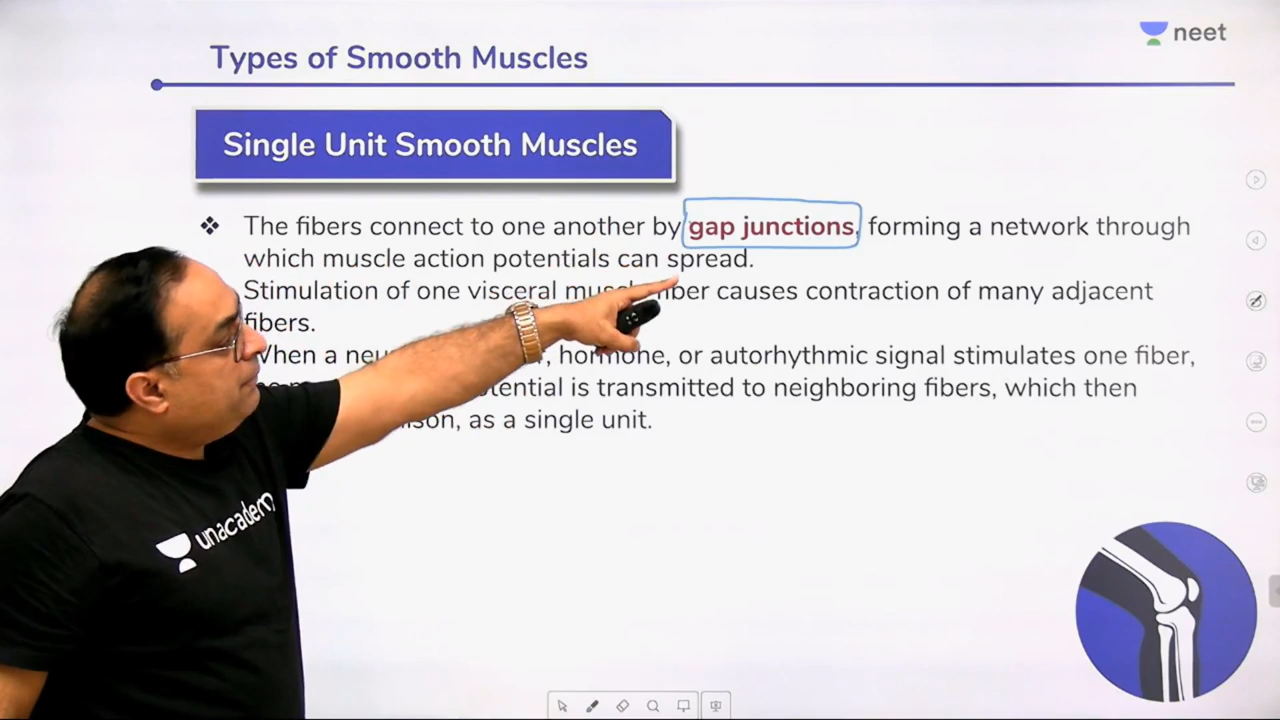 neet
Types of Smooth Muscles
Single Unit Smooth Muscles
❖ The fibers connect to one another by gap junctions, forming a network through
which muscle action potentials can spread.
Stimulation of one visceral fiber causes contraction of many adjacent
fibers.
When a hormone, or autorhythmic signal stimulates one fiber,
is transmitted to neighboring fibers, which then
as a single unit.
unacademy